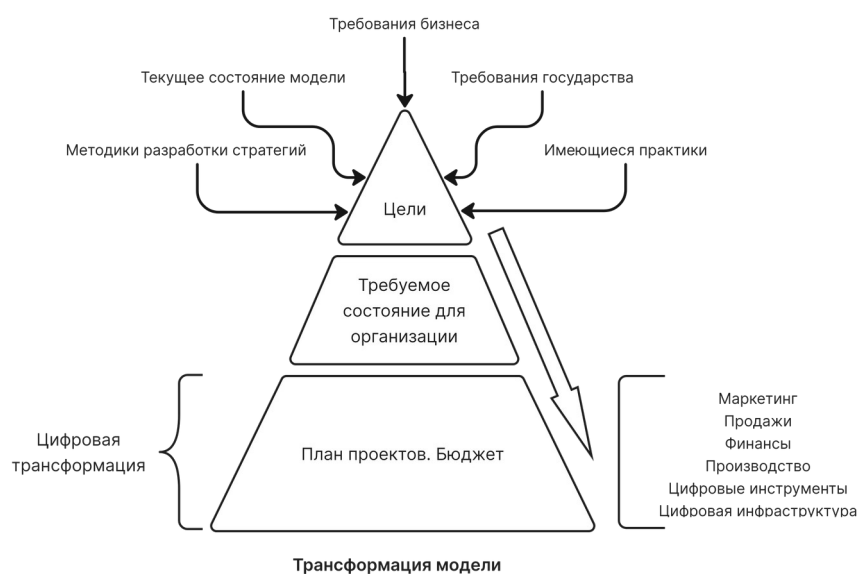 Требования бизнеса
Текущее состояние модели
Требования государства
Методики разработки стратегий
Имеющиеся практики
Цели
Требуемое
состояние для
организации
Цифровая
трансформация
План проектов. Бюджет
Маркетинг
Продажи
Финансы
Производство
Цифровые инструменты
Цифровая инфраструктура
Трансформация модели